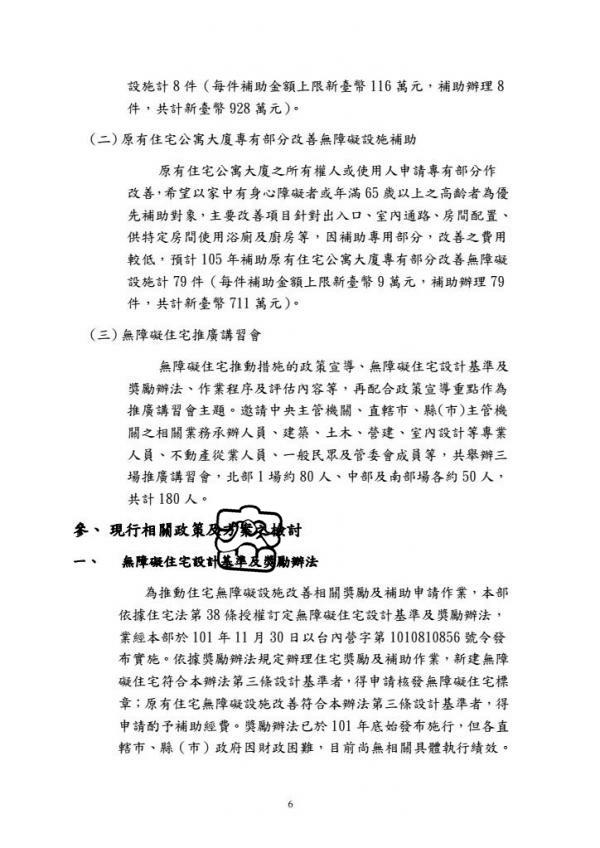 設施計 8 件（每件補助金額上限新臺幣 116 萬元，補助辦理 8
件，共計新臺幣 928 萬元）。
（二）原有住宅公寓大廈專有部分改善無障礙設施補助
原有住宅公寓大廈之所有權人或使用人申請專有部分作
改善，希望以家中有身心障礙者或年滿 65 歲以上之高齡者為優
先補助對象，主要改善項目針對出入口、室內通路、房間配置、
供特定房間使用浴廁及廚房等，因補助專用部分，改善之費用
較低，預計 105 年補助原有住宅公寓大廈專有部分改善無障礙
設施計 79 件（每件補助金額上限新臺幣 9 萬元，補助辦理 79
件，共計新臺幣 711 萬元）。
（三）無障礙住宅推廣講習會
無障礙住宅推動措施的政策宣導、無障礙住宅設計基準及
獎勵辦法、作業程序及評估內容等，再配合政策宣導重點作為
推廣講習會主題。邀請中央主管機關、直轄市、縣(市)主管機
關之相關業務承辦人員、建築、土木、營建、室內設計等專業
人員、不動產從業人員、一般民眾及管委會成員等，共舉辦三
場推廣講習會，北部 1 場約 80 人、中部及南部場各約 50 人，
共計 180 人。
參、現行相關政策及方案之檢討
一、 無障礙住宅設計基準及獎勵辦法
為推動住宅無障礙設施改善相關獎勵及補助申請作業，本部
依據住宅法第 38 條授權訂定無障礙住宅設計基準及獎勵辦法，
業經本部於 101 年 11 月 30 日以台內營字第 1010810856 號令發
布實施。依據獎勵辦法規定辦理住宅獎勵及補助作業，新建無障
礙住宅符合本辦法第三條設計基準者，得申請核發無障礙住宅標
章；原有住宅無障礙設施改善符合本辦法第三條設計基準者，得
申請酌予補助經費。獎勵辦法已於 101 年底始發布施行，但各直
轄市、縣（市）政府因財政困難，目前尚無相關具體執行績效。
6